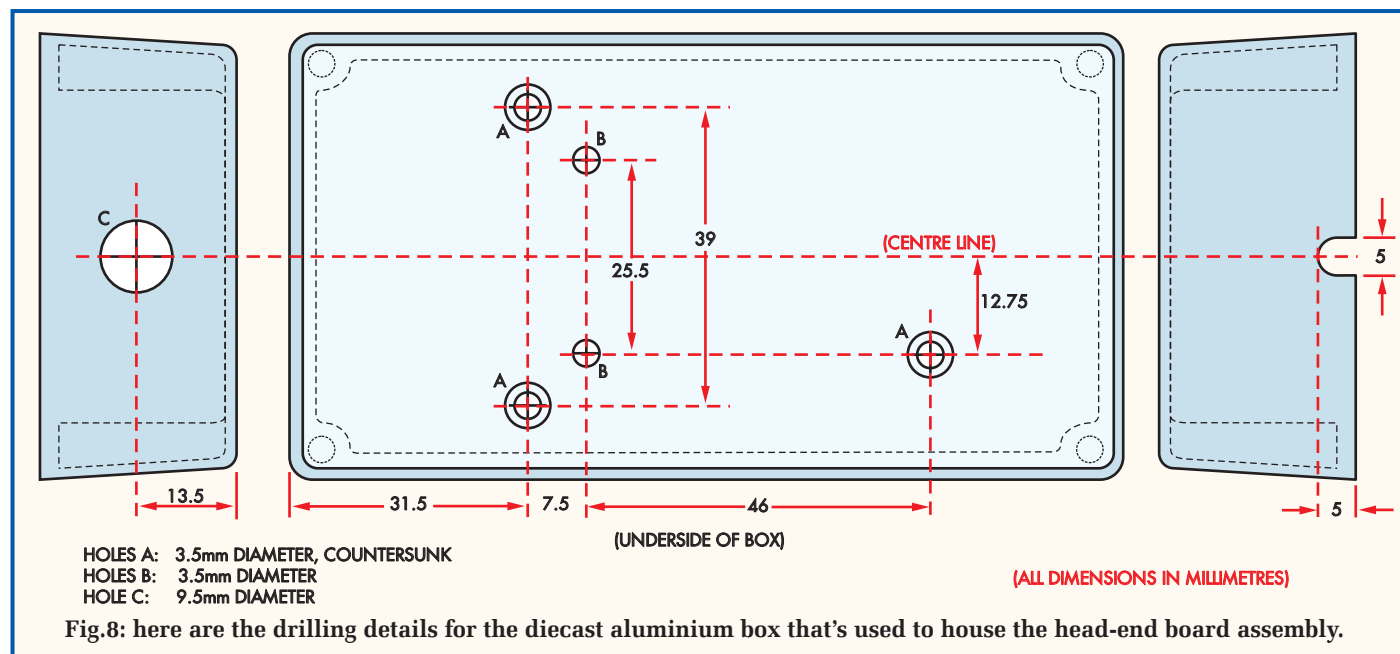 C
A
B
(CENTRE LINE)
39
25.5
5
12.75
A
B
A
13.5
31.5
7.5
46
5
(UNDERSIDE OF BOX)
HOLES A: 3.5mm DIAMETER, COUNTERSUNK
HOLES B: 3.5mm DIAMETER
HOLE C: 9.5mm DIAMETER
(ALL DIMENSIONS IN MILLIMETRES)
Fig.8: here are the drilling details for the diecast aluminium box that's used to house the head-end board assembly.